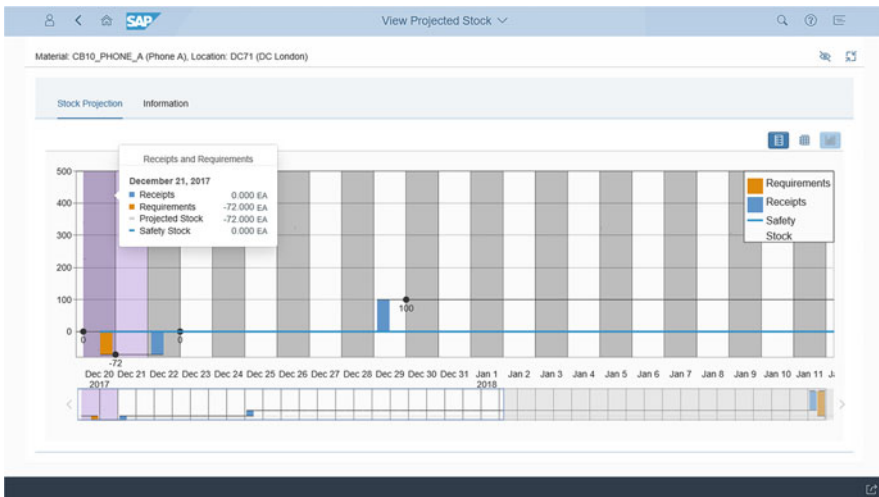 SAP
View Projected Stock
Material: CB10_PHONE_A (Phone A), Location: DC71 (DC London)
Stock Projection Information
Receipts and Requirements
December 21, 2017
Receipts 0.000 EA
Requirements -72.000 EA
Projected Stock -72.000 EA
Safety Stock 0.000 EA
Requirements
Receipts
Safety
Stock
500
400
300
200
100
0
0
-72
0
100
Dec 20 Dec 21 Dec 22 Dec 23 Dec 24 Dec 25 Dec 26 Dec 27 Dec 28 Dec 29 Dec 30 Dec 31 Jan 1 Jan 2 Jan 3 Jan 4 Jan 5 Jan 6 Jan 7 Jan 8 Jan 9 Jan 10 Jan 11
2017 2018